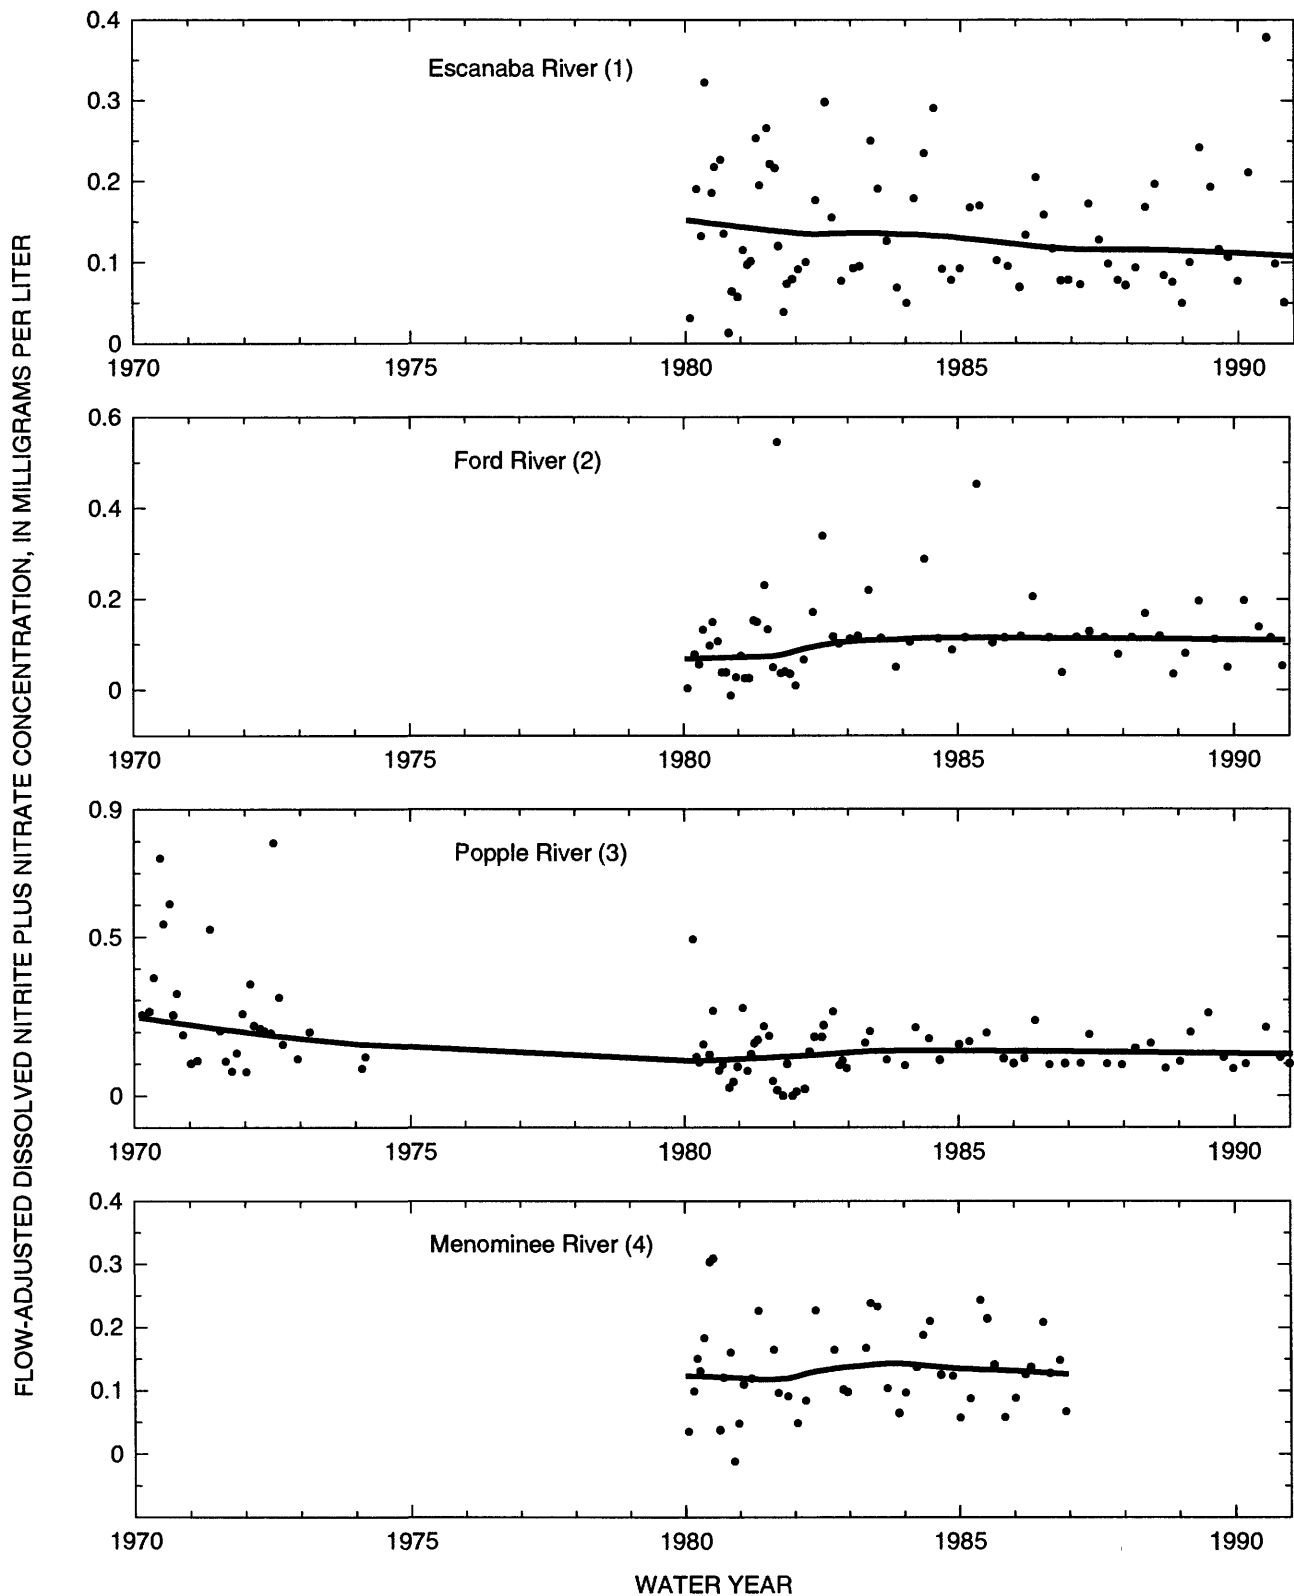 FLOW-ADJUSTED DISSOLVED NITRITE PLUS NITRATE CONCENTRATION, IN MILLIGRAMS PER LITER
Escanaba River (1)
0.4
0.3
0.2
0.1
0
1970 1975 1980 1985 1990
Ford River (2)
0.6
0.4
0.2
0
1970 1975 1980 1985 1990
Popple River (3)
0.9
0.5
0
1970 1975 1980 1985 1990
Menominee River (4)
0.4
0.3
0.2
0.1
0
1970 1975 1980 1985 1990
WATER YEAR